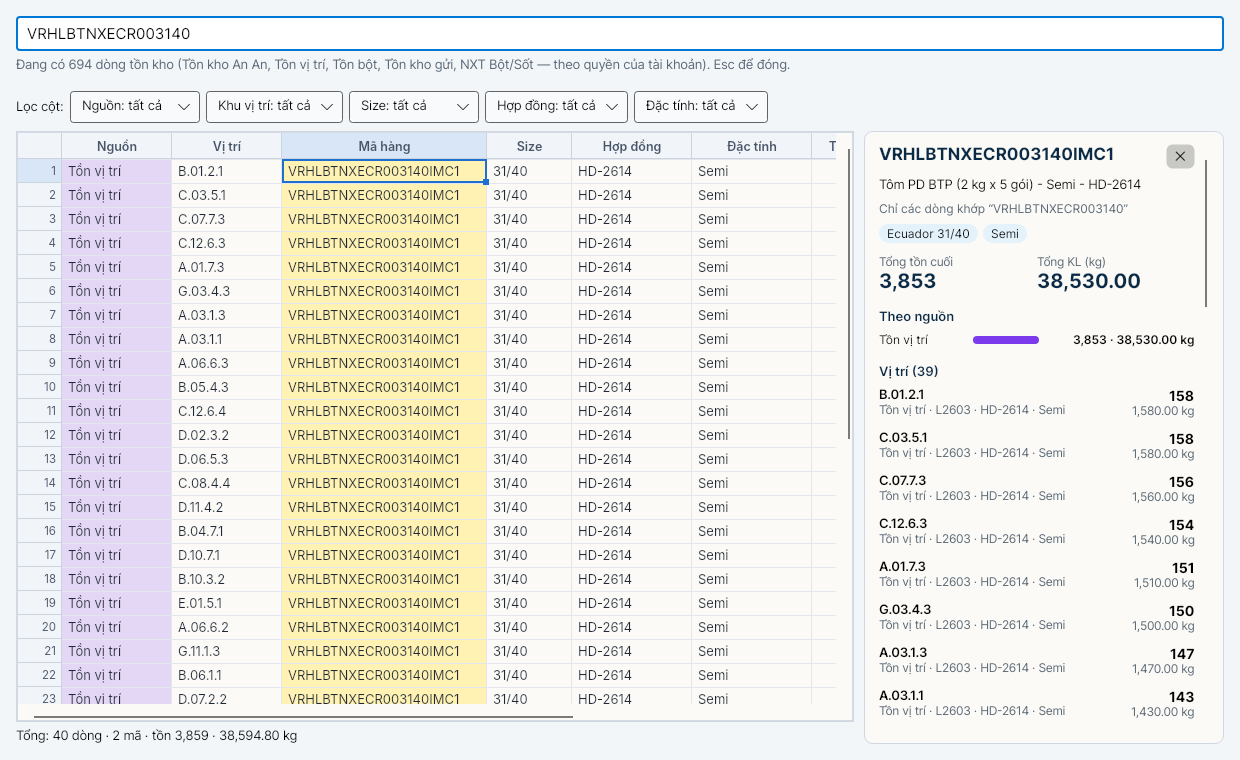 VRHLBTNXECR003140
Đang có 694 dòng tồn kho (Tồn kho An An, Tồn vị trí, Tồn bột, Tồn kho gửi, NXT Bột/Sốt — theo quyền của tài khoản). Esc để đóng.
Lọc cột: Nguồn: tất cả Khu vị trí: tất cả Size: tất cả Hợp đồng: tất cả Đặc tính: tất cả
Nguồn Vị trí Mã hàng Size Hợp đồng Đặc tính T
1 Tồn vị trí B.01.2.1 VRHLBTNXECR003140IMC1 31/40 HD-2614 Semi
2 Tồn vị trí C.03.5.1 VRHLBTNXECR003140IMC1 31/40 HD-2614 Semi
3 Tồn vị trí C.07.7.3 VRHLBTNXECR003140IMC1 31/40 HD-2614 Semi
4 Tồn vị trí C.12.6.3 VRHLBTNXECR003140IMC1 31/40 HD-2614 Semi
5 Tồn vị trí A.01.7.3 VRHLBTNXECR003140IMC1 31/40 HD-2614 Semi
6 Tồn vị trí G.03.4.3 VRHLBTNXECR003140IMC1 31/40 HD-2614 Semi
7 Tồn vị trí A.03.1.3 VRHLBTNXECR003140IMC1 31/40 HD-2614 Semi
8 Tồn vị trí A.03.1.1 VRHLBTNXECR003140IMC1 31/40 HD-2614 Semi
9 Tồn vị trí A.06.6.3 VRHLBTNXECR003140IMC1 31/40 HD-2614 Semi
10 Tồn vị trí B.05.4.3 VRHLBTNXECR003140IMC1 31/40 HD-2614 Semi
11 Tồn vị trí C.12.6.4 VRHLBTNXECR003140IMC1 31/40 HD-2614 Semi
12 Tồn vị trí D.02.3.2 VRHLBTNXECR003140IMC1 31/40 HD-2614 Semi
13 Tồn vị trí D.06.5.3 VRHLBTNXECR003140IMC1 31/40 HD-2614 Semi
14 Tồn vị trí C.08.4.4 VRHLBTNXECR003140IMC1 31/40 HD-2614 Semi
15 Tồn vị trí D.11.4.2 VRHLBTNXECR003140IMC1 31/40 HD-2614 Semi
16 Tồn vị trí B.04.7.1 VRHLBTNXECR003140IMC1 31/40 HD-2614 Semi
17 Tồn vị trí D.10.7.1 VRHLBTNXECR003140IMC1 31/40 HD-2614 Semi
18 Tồn vị trí B.10.3.2 VRHLBTNXECR003140IMC1 31/40 HD-2614 Semi
19 Tồn vị trí E.01.5.1 VRHLBTNXECR003140IMC1 31/40 HD-2614 Semi
20 Tồn vị trí A.06.6.2 VRHLBTNXECR003140IMC1 31/40 HD-2614 Semi
21 Tồn vị trí G.11.1.3 VRHLBTNXECR003140IMC1 31/40 HD-2614 Semi
22 Tồn vị trí B.06.1.1 VRHLBTNXECR003140IMC1 31/40 HD-2614 Semi
23 Tồn vị trí D.07.2.2 VRHLBTNXECR003140IMC1 31/40 HD-2614 Semi
Tổng: 40 dòng · 2 mã · tồn 3,859 · 38,594.80 kg
VRHLBTNXECR003140IMC1
Tôm PD BTP (2 kg x 5 gói) - Semi - HD-2614
Chỉ các dòng khớp “VRHLBTNXECR003140”
Ecuador 31/40 Semi
Tổng tồn cuối Tổng KL (kg)
3,853 38,530.00
Theo nguồn
Tồn vị trí 3,853 · 38,530.00 kg
Vị trí (39)
B.01.2.1 158
Tồn vị trí · L2603 · HD-2614 · Semi 1,580.00 kg
C.03.5.1 158
Tồn vị trí · L2603 · HD-2614 · Semi 1,580.00 kg
C.07.7.3 156
Tồn vị trí · L2603 · HD-2614 · Semi 1,560.00 kg
C.12.6.3 154
Tồn vị trí · L2603 · HD-2614 · Semi 1,540.00 kg
A.01.7.3 151
Tồn vị trí · L2603 · HD-2614 · Semi 1,510.00 kg
G.03.4.3 150
Tồn vị trí · L2603 · HD-2614 · Semi 1,500.00 kg
A.03.1.3 147
Tồn vị trí · L2603 · HD-2614 · Semi 1,470.00 kg
A.03.1.1 143
Tồn vị trí · L2603 · HD-2614 · Semi 1,430.00 kg